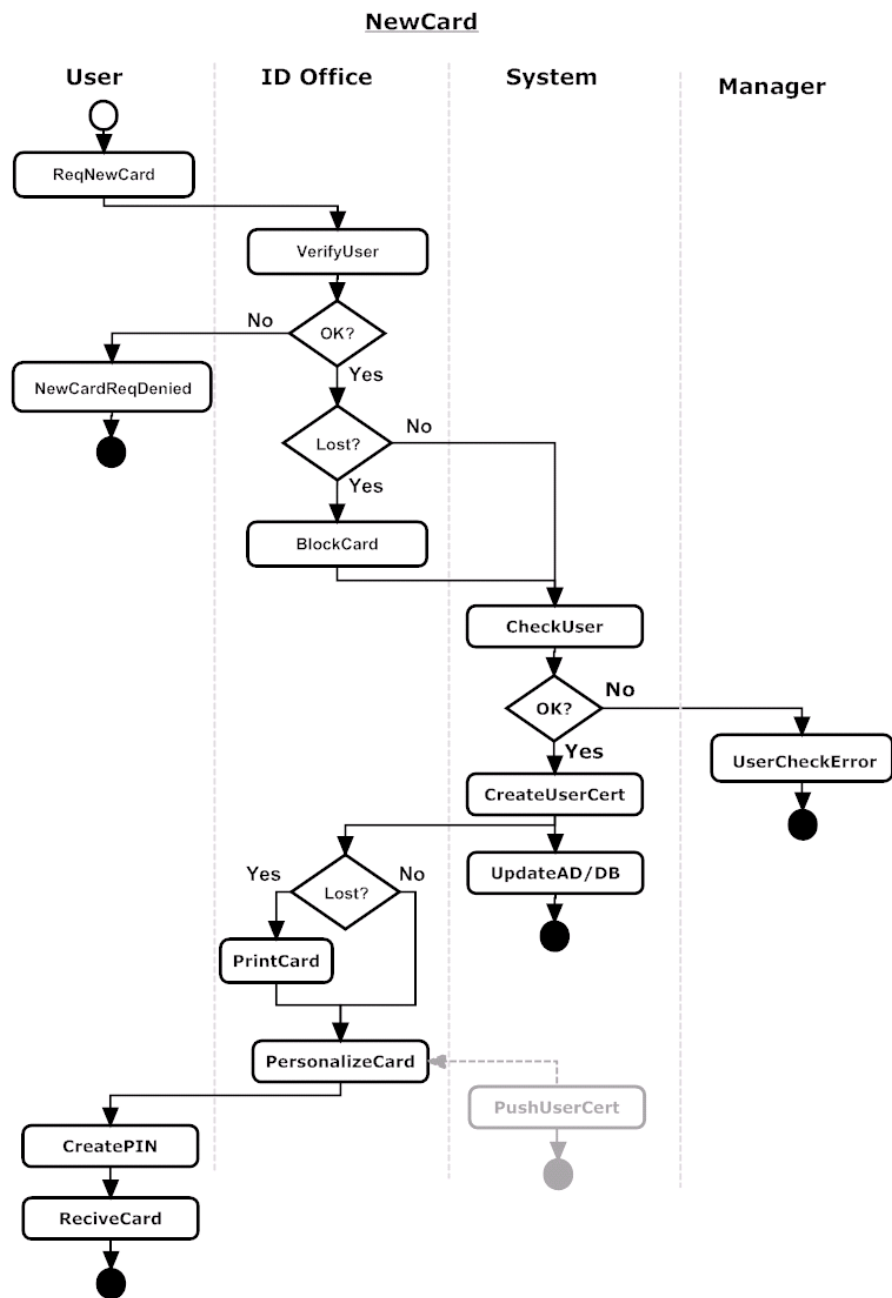 NewCard
User
ID Office
System
Manager
ReqNewCard
VerifyUser
OK?
No
Yes
NewCardReqDenied
Lost?
No
Yes
BlockCard
CheckUser
OK?
No
Yes
UserCheckError
CreateUserCert
UpdateAD/DB
Lost?
Yes
No
PrintCard
PersonalizeCard
PushUserCert
CreatePIN
ReciveCard